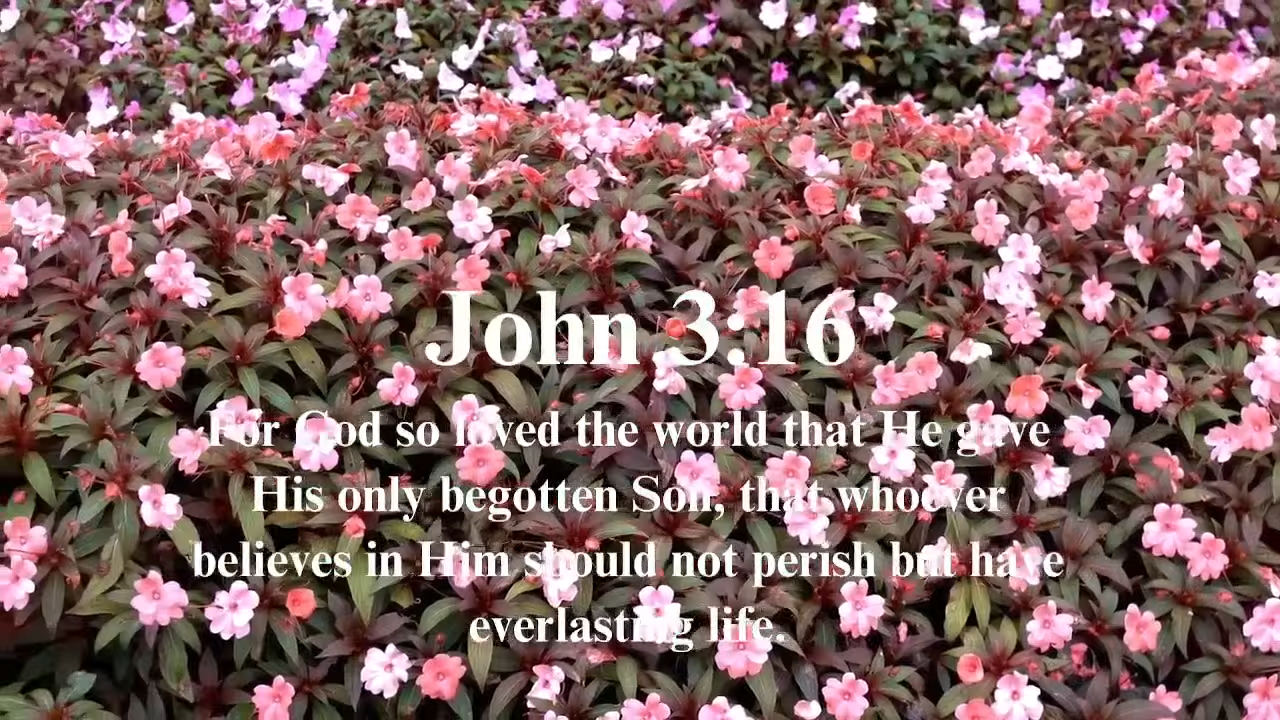 John 3:16
For God so loved the world that He gave
His only begotten Son, that whoever
believes in Him should not perish but have
everlasting life.